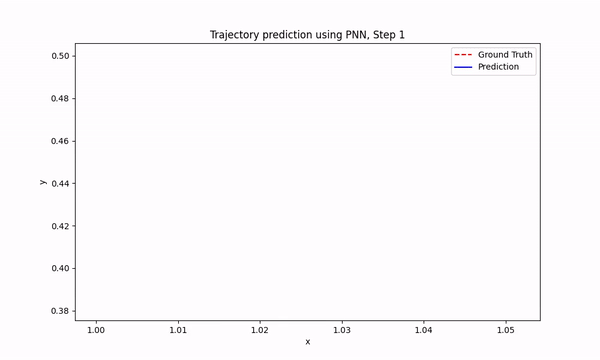 Trajectory prediction using PNN, Step 1
Ground Truth
Prediction
0.50
0.48
0.46
0.44
0.42
0.40
0.38
y
1.00 1.01 1.02 1.03 1.04 1.05
x